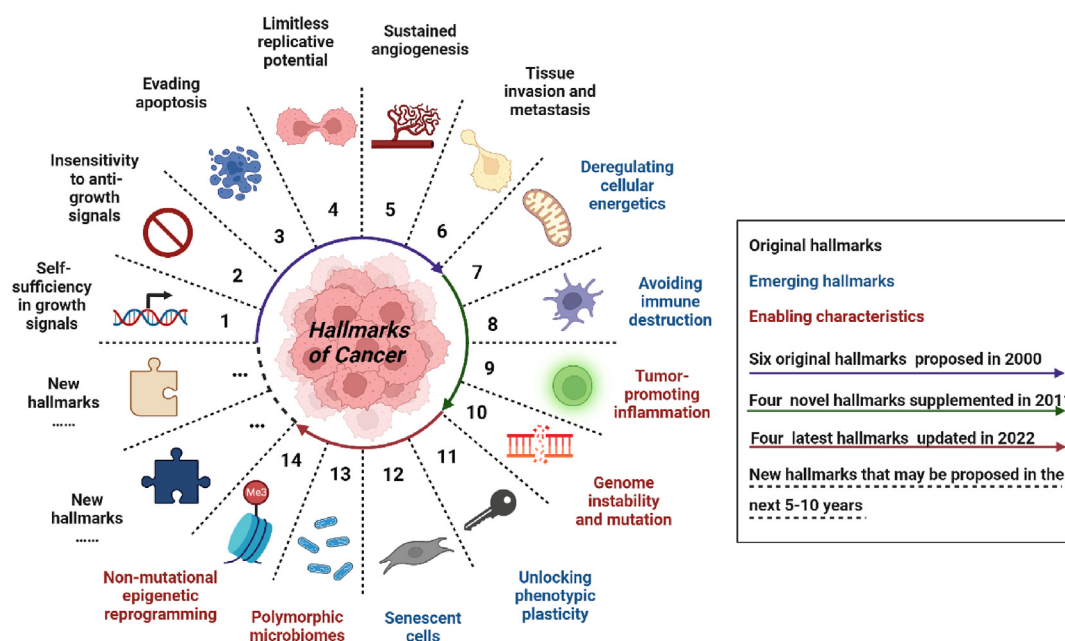 Limitless
replicative
potential
Sustained
angiogenesis
Evading
apoptosis
Tissue
invasion and
metastasis
Insensitivity
to anti-
growth
signals
Deregulating
cellular
energetics
Self-
sufficiency
in growth
signals
Avoiding
immune
destruction
1
2
3
4
5
6
7
8
9
10
11
12
13
14
...
...
Hallmarks
of Cancer
New
hallmarks
......
Tumor-
promoting
inflammation
New
hallmarks
......
Genome
instability
and mutation
Me3
Non-mutational
epigenetic
reprogramming
Polymorphic
microbiomes
Senescent
cells
Unlocking
phenotypic
plasticity
Original hallmarks
Emerging hallmarks
Enabling characteristics
Six original hallmarks proposed in 2000
Four novel hallmarks supplemented in 2011
Four latest hallmarks updated in 2022
New hallmarks that may be proposed in the
next 5-10 years